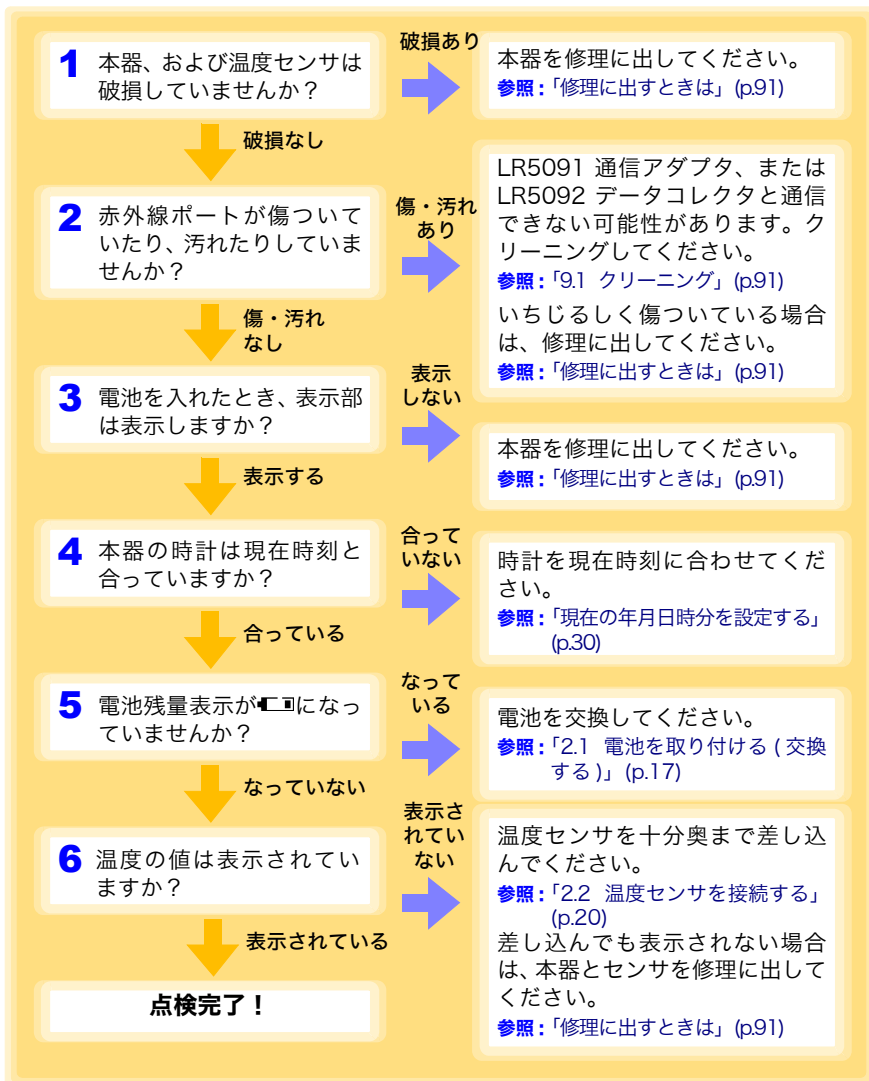 1 本器、および温度センサは
破損していませんか？
破損あり
本器を修理に出してください。
参照：「修理に出すときは」(p.91)
破損なし
2 赤外線ポートが傷ついて
いたり、汚れたりしていま
せんか？
傷・汚れ
あり
LR5091 通信アダプタ、または
LR5092 データコレクタと通信
できない可能性があります。ク
リーニングしてください。
参照：「9.1 クリーニング」(p.91)
いちじるしく傷ついている場合
は、修理に出してください。
参照：「修理に出すときは」(p.91)
傷・汚れ
なし
3 電池を入れたとき、表示部
は表示しますか？
表示
しない
本器を修理に出してください。
参照：「修理に出すときは」(p.91)
表示する
4 本器の時計は現在時刻と
合っていますか？
合って
いない
時計を現在時刻に合わせてくだ
さい。
参照：「現在の年月日時分を設定する」
(p.30)
合っている
5 電池残量表示がになっ
ていませんか？
なって
いる
電池を交換してください。
参照：「2.1 電池を取り付ける ( 交換
する )」(p.17)
なっていない
6 温度の値は表示されてい
ますか？
表示さ
れてい
ない
温度センサを十分奥まで差し込
んでください。
参照：「2.2 温度センサを接続する」
(p.20)
差し込んでも表示されない場合
は、本器とセンサを修理に出して
ください。
参照：「修理に出すときは」(p.91)
表示されている
点検完了！